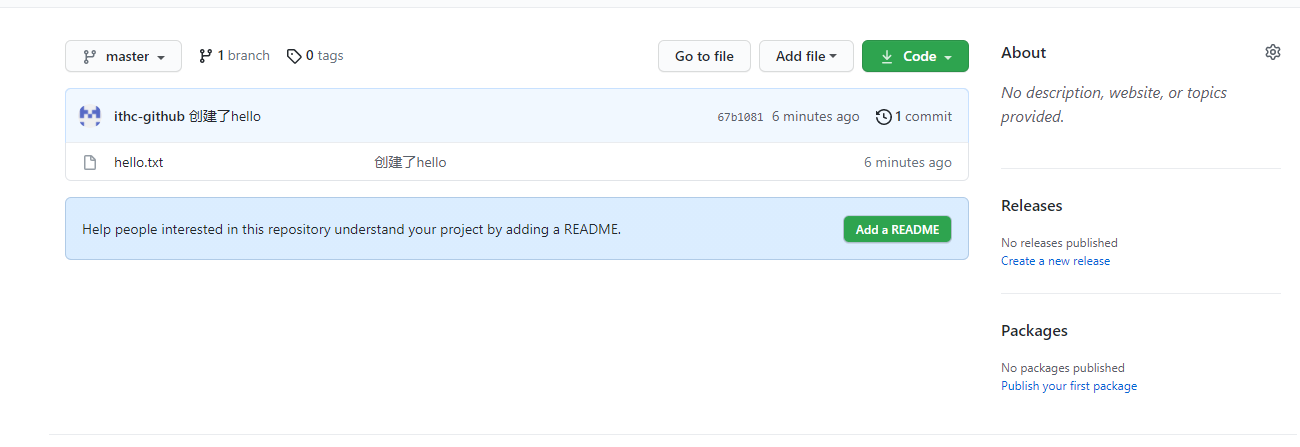 master 1 branch 0 tags Go to file Add file Code
ithc-github 创建了hello 67b1081 6 minutes ago 1 commit
hello.txt 创建了hello 6 minutes ago
Help people interested in this repository understand your project by adding a README. Add a README
About
No description, website, or topics
provided.
Releases
No releases published
Create a new release
Packages
No packages published
Publish your first package